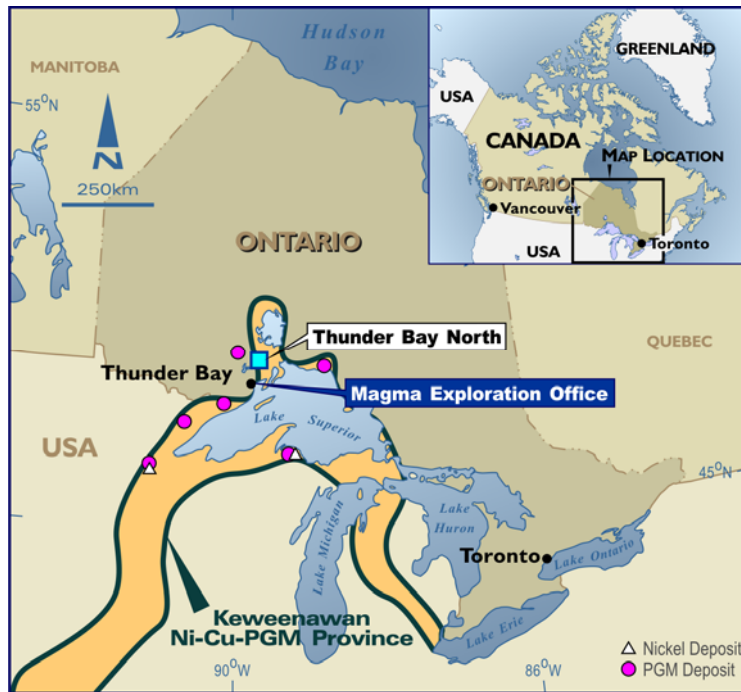 Hudson
Bay
MANITOBA
55°
N
250km
ONTARIO
GREENLAND
USA
CANADA
MAP LOCATION
ONTARIO
Vancouver
USA
Toronto
Thunder Bay North
Thunder Bay
QUEBEC
Magma Exploration Office
Lake
Superior
USA
45°
Lake Michigan
Lake
Huron
Toronto
Lake Ontario
Lake Erie
Keweenawan
Ni-Cu-PGM Province
Nickel Deposit
PGM Deposit
90°W
86°W